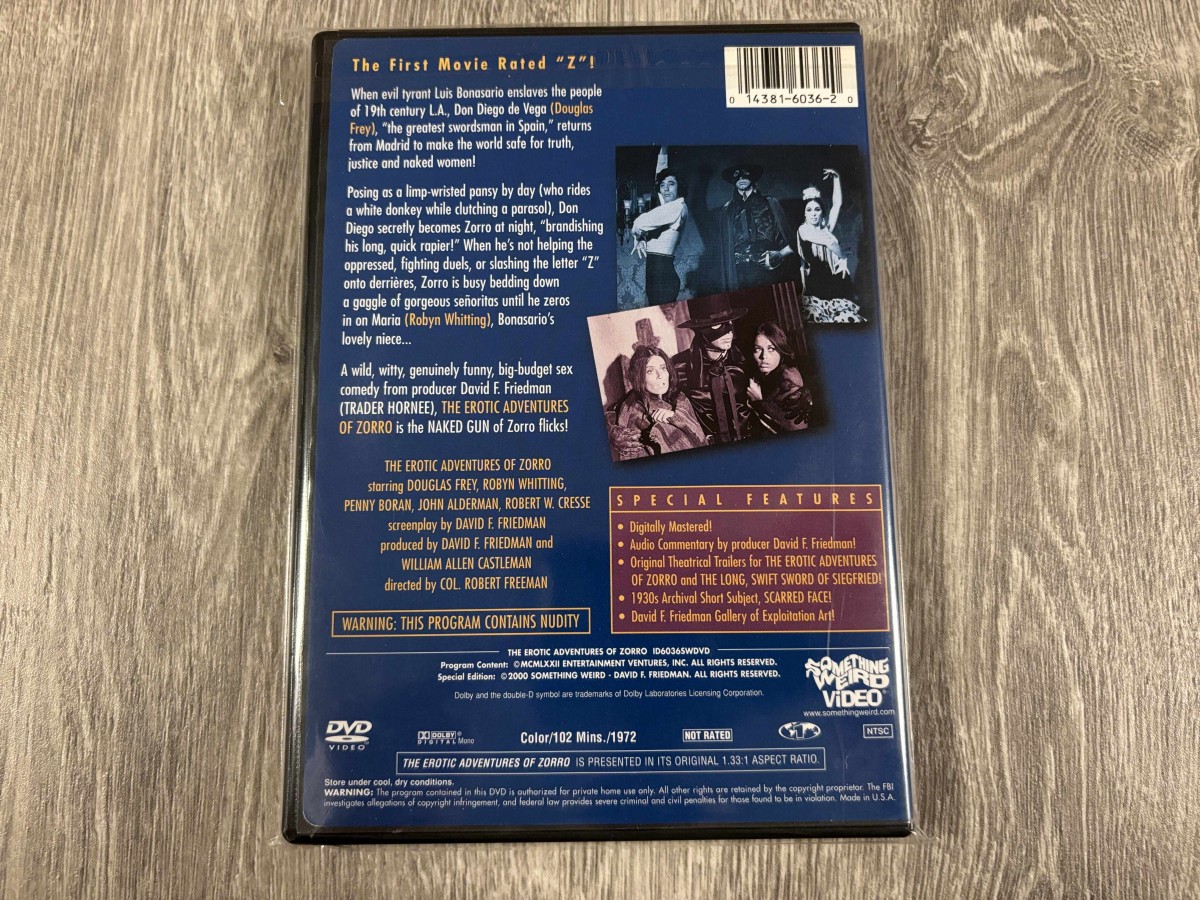 The First Movie Rated "Z"!
When evil tyrant Luis Bonasario enslaves the people
of 19th century L.A., Don Diego de Vega (Douglas
Frey), "the greatest swordsman in Spain," returns
from Madrid to make the world safe for truth,
justice and naked women!
Posing as a limp-wristed pansy by day (who rides
a white donkey while clutching a parasol), Don
Diego secretly becomes Zorro at night, "brandishing
his long, quick rapier!" When he's not helping the
oppressed, fighting duels, or slashing the letter "Z"
onto derrières, Zorro is busy bedding down
a gaggle of gorgeous señoritas until he zeros
in on Maria (Robyn Whitting), Bonasario's
lovely niece...
A wild, witty, genuinely funny, big-budget sex
comedy from producer David F. Friedman
(TRADER HORNEE), THE EROTIC ADVENTURES
OF ZORRO is the NAKED GUN of Zorro flicks!
THE EROTIC ADVENTURES OF ZORRO
starring DOUGLAS FREY, ROBYN WHITTING,
PENNY BORAN, JOHN ALDERMAN, ROBERT W. CRESSE
screenplay by DAVID F. FRIEDMAN
produced by DAVID F. FRIEDMAN and
WILLIAM ALLEN CASTLEMAN
directed by COL. ROBERT FREEMAN
WARNING: THIS PROGRAM CONTAINS NUDITY
0 14381-6036-2 0
SPECIAL FEATURES
• Digitally Mastered!
• Audio Commentary by producer David F. Friedman!
• Original Theatrical Trailers for THE EROTIC ADVENTURES
OF ZORRO and THE LONG, SWIFT SWORD OF SIEGFRIED!
• 1930s Archival Short Subject, SCARRED FACE!
• David F. Friedman Gallery of Exploitation Art!
THE EROTIC ADVENTURES OF ZORRO ID6036SWDVD
Program Content: ©MCMLXXII ENTERTAINMENT VENTURES, INC. ALL RIGHTS RESERVED.
Special Edition: ©2000 SOMETHING WEIRD · DAVID F. FRIEDMAN. ALL RIGHTS RESERVED.
Dolby and the double-D symbol are trademarks of Dolby Laboratories Licensing Corporation.
SOMETHING
WEIRD
ViDEO
www.somethingweird.com
DVD
VIDEO
DOLBY
DIGITAL Mono
Color/102 Mins./1972
NOT RATED
NTSC
THE EROTIC ADVENTURES OF ZORRO IS PRESENTED IN ITS ORIGINAL 1.33:1 ASPECT RATIO.
Store under cool, dry conditions.
WARNING: The program contained in this DVD is authorized for private home use only. All other rights are retained by the copyright proprietor. The FBI
investigates allegations of copyright infringement, and federal law provides severe criminal and civil penalties for those found to be in violation. Made in U.S.A.